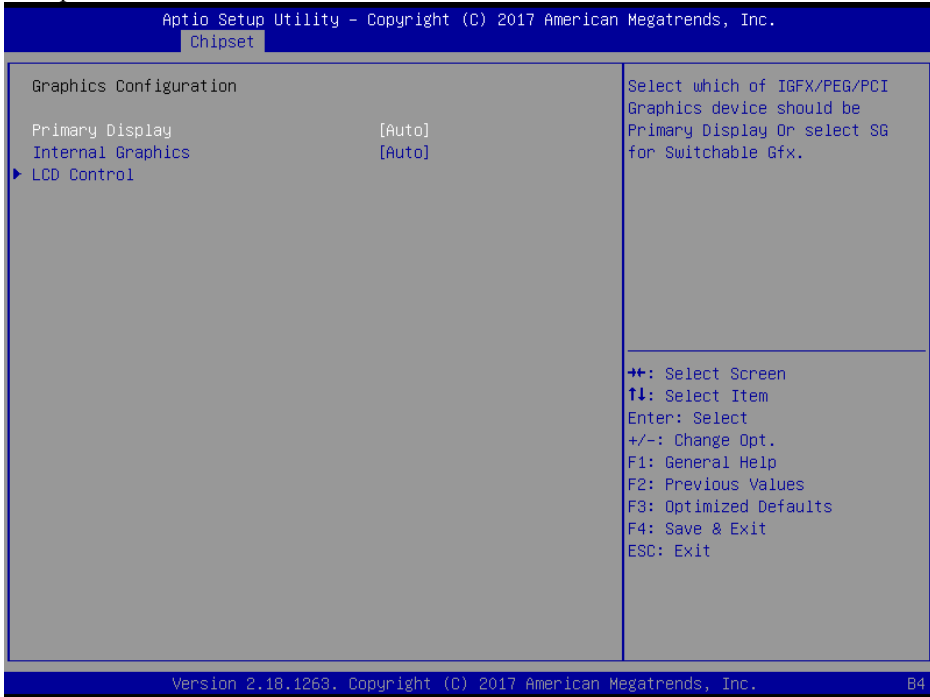 Aptio Setup Utility – Copyright (C) 2017 American Megatrends, Inc.
Chipset
Graphics Configuration
Primary Display [Auto]
Internal Graphics [Auto]
LCD Control
Select which of IGFX/PEG/PCI
Graphics device should be
Primary Display Or select SG
for Switchable Gfx.
→←: Select Screen
↑↓: Select Item
Enter: Select
+/-: Change Opt.
F1: General Help
F2: Previous Values
F3: Optimized Defaults
F4: Save & Exit
ESC: Exit
Version 2.18.1263. Copyright (C) 2017 American Megatrends, Inc.
B4